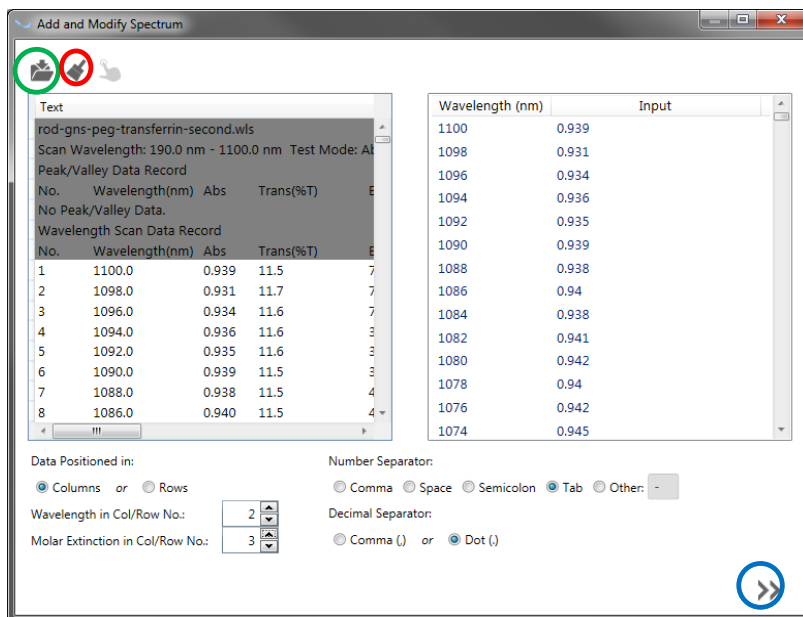 Add and Modify Spectrum
Text
rod-gns-peg-transferrin-second.wls
Scan Wavelength: 190.0 nm - 1100.0 nm Test Mode:
Peak/Valley Data Record
No. Wavelength(nm) Abs Trans(%T) E
No Peak/Valley Data.
Wavelength Scan Data Record
No. Wavelength(nm) Abs Trans(%T) E
1 1100.0 0.939 11.5 7
2 1098.0 0.931 11.7 7
3 1096.0 0.934 11.6 7
4 1094.0 0.936 11.6 3
5 1092.0 0.935 11.6 3
6 1090.0 0.939 11.5 3
7 1088.0 0.938 11.5 4
8 1086.0 0.940 11.5 4
Wavelength (nm) Input
1100 0.939
1098 0.931
1096 0.934
1094 0.936
1092 0.935
1090 0.939
1088 0.938
1086 0.94
1084 0.938
1082 0.941
1080 0.942
1078 0.94
1076 0.942
1074 0.945
Data Positioned in:
Columns or Rows
Wavelength in Col/Row No.: 2
Molar Extinction in Col/Row No.: 3
Number Separator:
Comma Space Semicolon Tab Other: -
Decimal Separator:
Comma (,) or Dot (.)